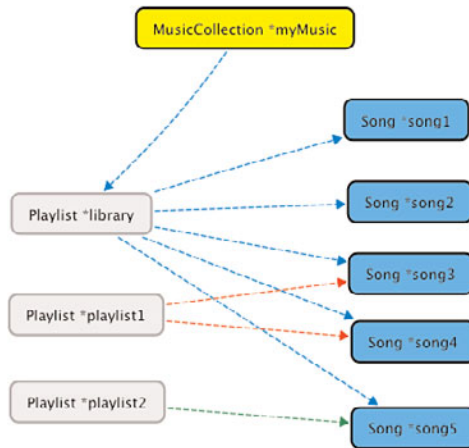 MusicCollection *myMusic
Song *song1
Playlist *library
Song *song2
Song *song3
Playlist *playlist1
Song *song4
Playlist *playlist2
Song *song5